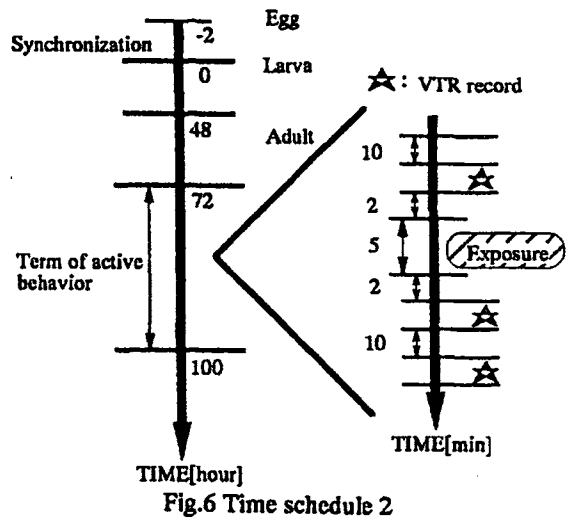 Egg
-2
Synchronization
0
Larva
48
Adult
72
Term of active
behavior
100
TIME[hour]
: VTR record
10
2
5
Exposure
2
10
TIME[min]
Fig.6 Time schedule 2